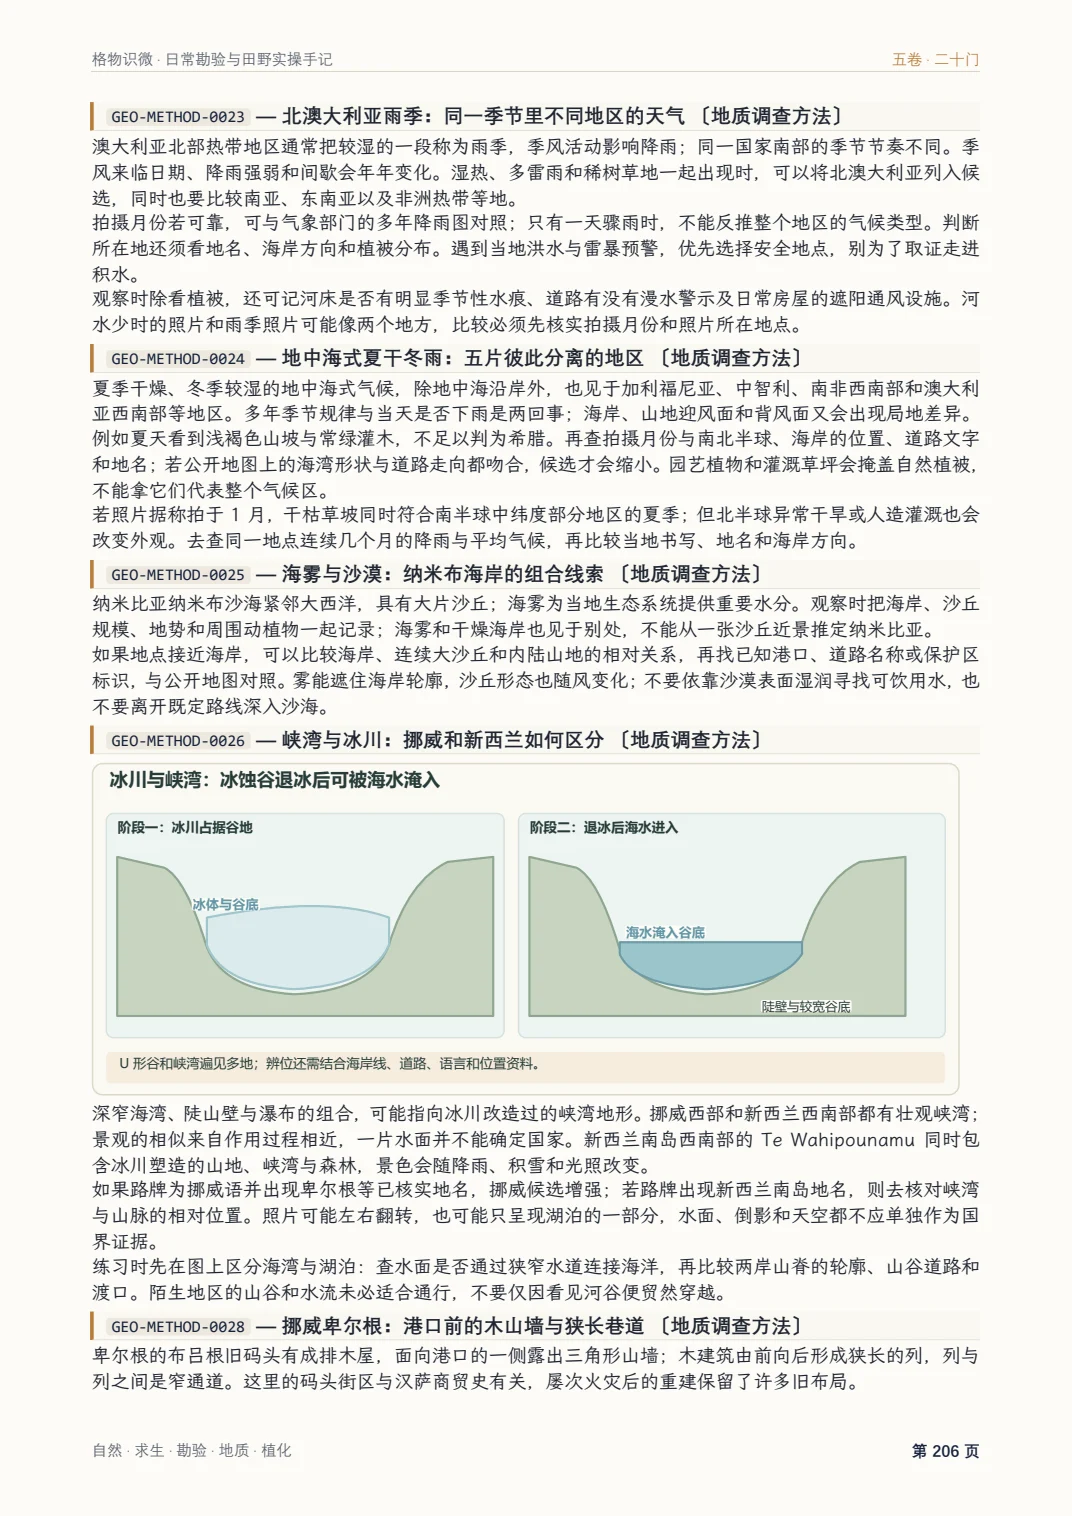 格物识微 · 日常勘验与田野实操手记
五卷 · 二十门
GEO-METHOD-0023 — 北澳大利亚雨季：同一季节里不同地区的天气 〔地质调查方法〕
澳大利亚北部热带地区通常把较湿的一段称为雨季，季风活动影响降雨；同一国家南部的季节节奏不同。季
风来临日期、降雨强弱和间歇会年年变化。湿热、多雷雨和稀树草地一起出现时，可以将北澳大利亚列入候
选，同时也要比较南亚、东南亚以及非洲热带等地。
拍摄月份若可靠，可与气象部门的多年降雨图对照；只有一天骤雨时，不能反推整个地区的气候类型。判断
所在地还须看地名、海岸方向和植被分布。遇到当地洪水与雷暴预警，优先选择安全地点，别为了取证走进
积水。
观察时除看植被，还可记河床是否有明显季节性水痕、道路有没有漫水警示及日常房屋的遮阳通风设施。河
水少时的照片和雨季照片可能像两个地方，比较必须先核实拍摄月份和照片所在地点。
GEO-METHOD-0024 — 地中海式夏干冬雨：五片彼此分离的地区 〔地质调查方法〕
夏季干燥、冬季较湿的地中海式气候，除地中海沿岸外，也见于加利福尼亚、中智利、南非西南部和澳大利
亚西南部等地区。多年季节规律与当天是否下雨是两回事；海岸、山地迎风面和背风面又会出现局地差异。
例如夏天看到浅褐色山坡与常绿灌木，不足以判为希腊。再查拍摄月份与南北半球、海岸的位置、道路文字
和地名；若公开地图上的海湾形状与道路走向都吻合，候选才会缩小。园艺植物和灌溉草坪会掩盖自然植被，
不能拿它们代表整个气候区。
若照片据称拍于 1 月，干枯草坡同时符合南半球中纬度部分地区的夏季；但北半球异常干旱或人造灌溉也会
改变外观。去查同一地点连续几个月的降雨与平均气候，再比较当地书写、地名和海岸方向。
GEO-METHOD-0025 — 海雾与沙漠：纳米布海岸的组合线索 〔地质调查方法〕
纳米比亚纳米布沙海紧邻大西洋，具有大片沙丘；海雾为当地生态系统提供重要水分。观察时把海岸、沙丘
规模、地势和周围动植物一起记录；海雾和干燥海岸也见于别处，不能从一张沙丘近景推定纳米比亚。
如果地点接近海岸，可以比较海岸、连续大沙丘和内陆山地的相对关系，再找已知港口、道路名称或保护区
标识，与公开地图对照。雾能遮住海岸轮廓，沙丘形态也随风变化；不要依靠沙漠表面湿润寻找可饮用水，也
不要离开既定路线深入沙海。
GEO-METHOD-0026 — 峡湾与冰川：挪威和新西兰如何区分 〔地质调查方法〕
冰川与峡湾：冰蚀谷退冰后可被海水淹入
阶段一：冰川占据谷地
冰体与谷底
阶段二：退冰后海水进入
海水淹入谷底
陡壁与较宽谷底
U 形谷和峡湾遍见多地；辨位还需结合海岸线、道路、语言和位置资料。
深窄海湾、陡山壁与瀑布的组合，可能指向冰川改造过的峡湾地形。挪威西部和新西兰西南部都有壮观峡湾；
景观的相似来自作用过程相近，一片水面并不能确定国家。新西兰南岛西南部的 Te Wahipounamu 同时包
含冰川塑造的山地、峡湾与森林，景色会随降雨、积雪和光照改变。
如果路牌为挪威语并出现卑尔根等已核实地名，挪威候选增强；若路牌出现新西兰南岛地名，则去核对峡湾
与山脉的相对位置。照片可能左右翻转，也可能只呈现湖泊的一部分，水面、倒影和天空都不应单独作为国
界证据。
练习时先在图上区分海湾与湖泊：查水面是否通过狭窄水道连接海洋，再比较两岸山脊的轮廓、山谷道路和
渡口。陌生地区的山谷和水流未必适合通行，不要仅因看见河谷便贸然穿越。
GEO-METHOD-0028 — 挪威卑尔根：港口前的木山墙与狭长巷道 〔地质调查方法〕
卑尔根的布吕根旧码头有成排木屋，面向港口的一侧露出三角形山墙；木建筑由前向后形成狭长的列，列与
列之间是窄通道。这里的码头街区与汉萨商贸史有关，屡次火灾后的重建保留了许多旧布局。
自然 · 求生 · 勘验 · 地质 · 植化
第 206 页